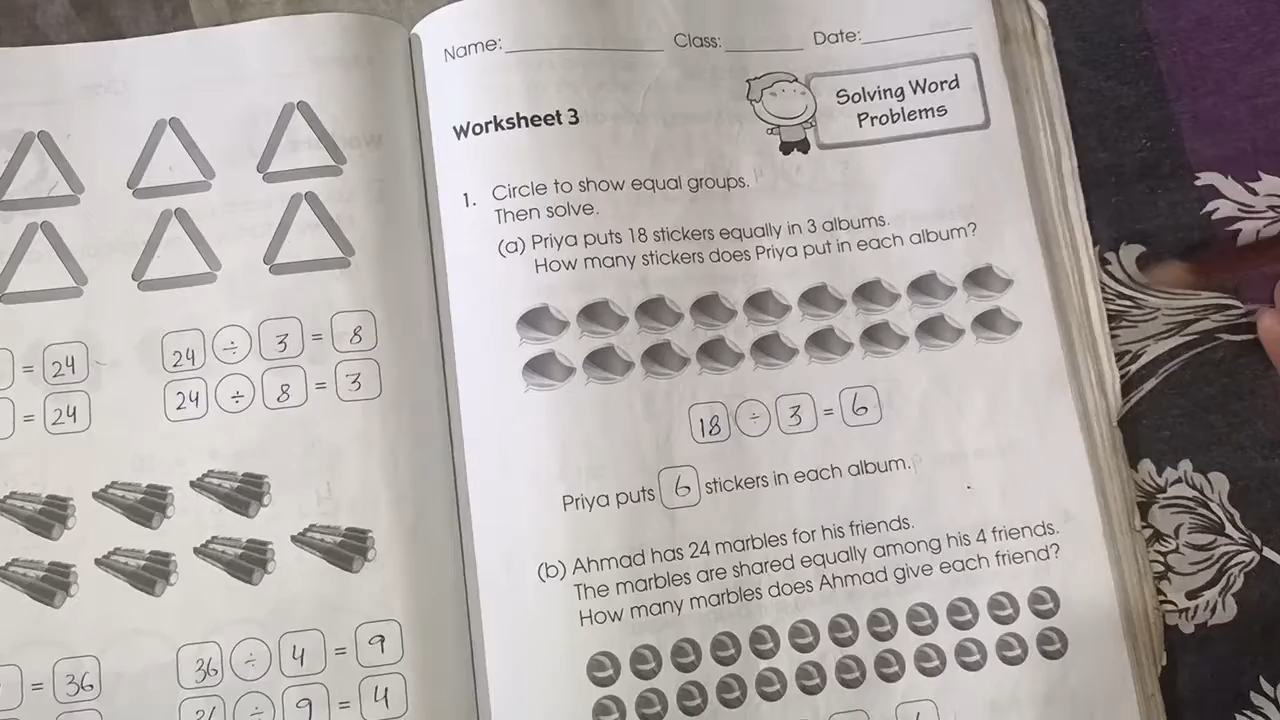 = 24
24 ÷ 3 = 8
= 24
24 ÷ 8 = 3
= 36
36 ÷ 4 = 9
÷ 9 = 4
Name: Class: Date:
Solving Word
Problems
Worksheet 3
1. Circle to show equal groups.
Then solve.
(a) Priya puts 18 stickers equally in 3 albums.
How many stickers does Priya put in each album?
18 ÷ 3 = 6
Priya puts 6 stickers in each album.
(b) Ahmad has 24 marbles for his friends.
The marbles are shared equally among his 4 friends.
How many marbles does Ahmad give each friend?